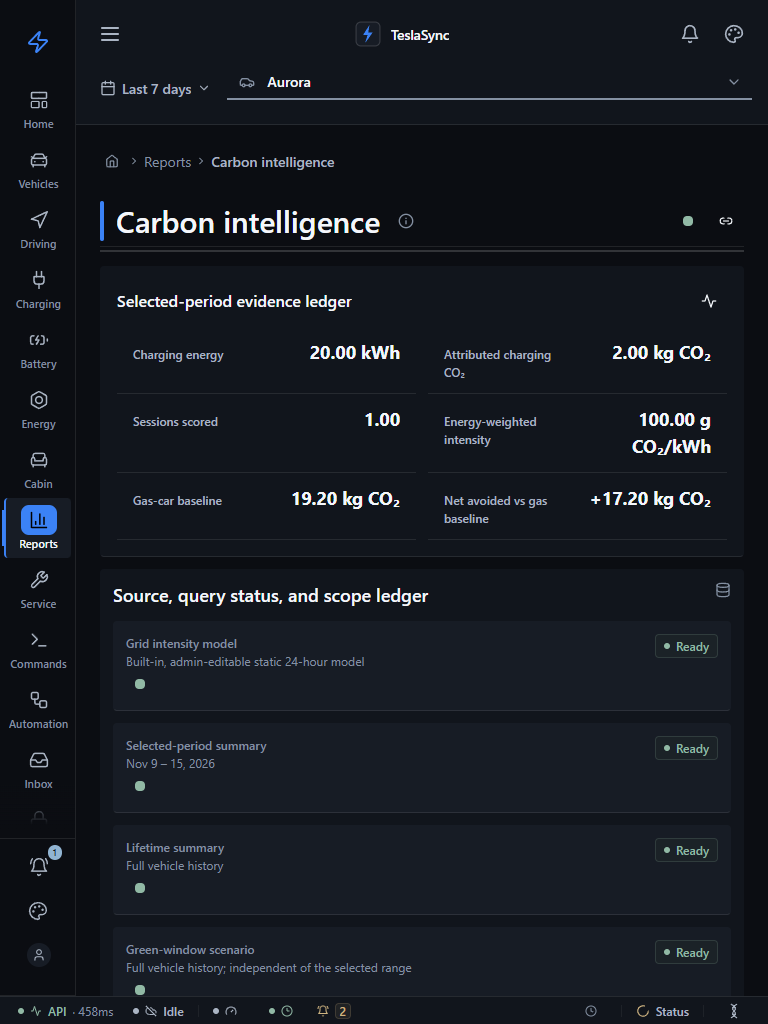 TeslaSync
Last 7 days
Aurora
Home
Vehicles
Driving
Charging
Battery
Energy
Cabin
Reports
Service
Commands
Automation
Inbox
1
Reports
Carbon intelligence
Carbon intelligence
Selected-period evidence ledger
Charging energy
20.00 kWh
Attributed charging
CO₂
2.00 kg CO₂
Sessions scored
1.00
Energy-weighted
intensity
100.00 g
CO₂/kWh
Gas-car baseline
19.20 kg CO₂
Net avoided vs gas
baseline
+17.20 kg CO₂
Source, query status, and scope ledger
Grid intensity model
Built-in, admin-editable static 24-hour model
Ready
Selected-period summary
Nov 9 – 15, 2026
Ready
Lifetime summary
Full vehicle history
Ready
Green-window scenario
Full vehicle history; independent of the selected range
Ready
API · 458ms
Idle
2
Status